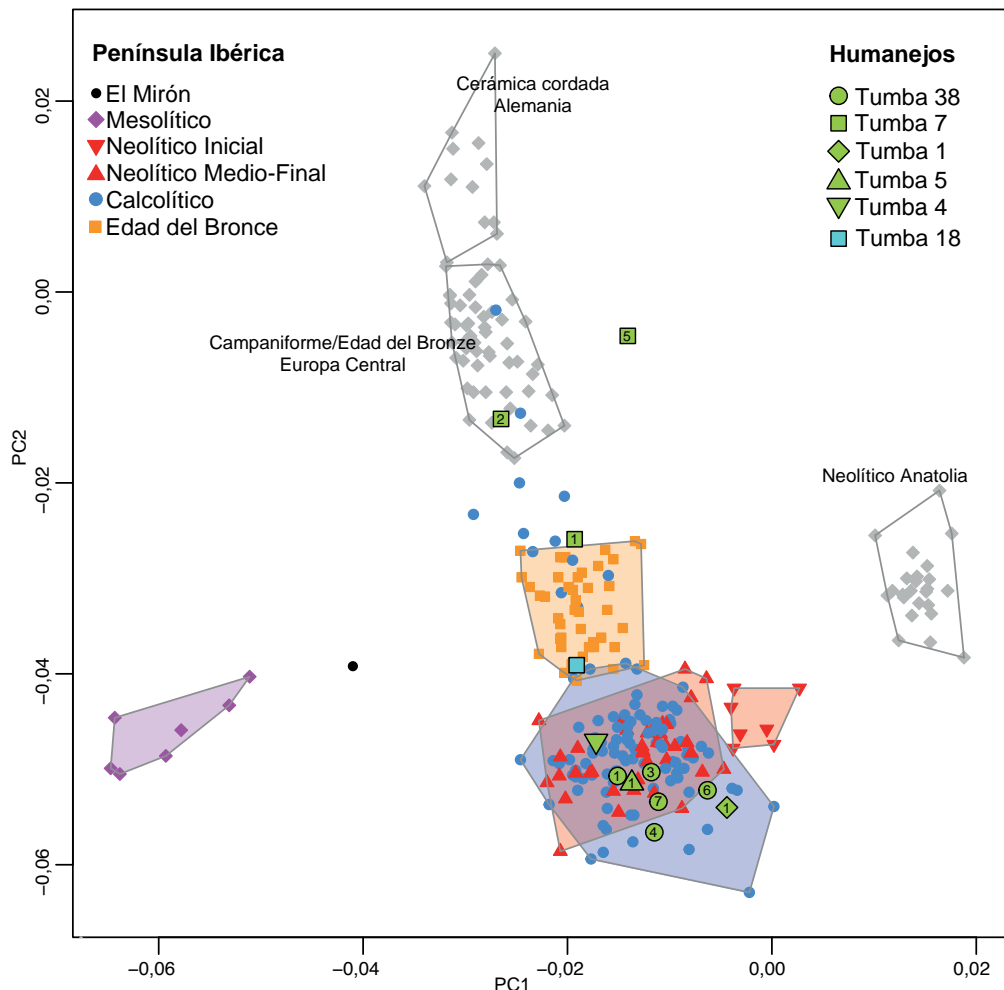 Península Ibérica
El Mirón
Mesolítico
Neolítico Inicial
Neolítico Medio-Final
Calcolítico
Edad del Bronce
Cerámica cordada
Alemania
Humanejos
Tumba 38
Tumba 7
Tumba 1
Tumba 5
Tumba 4
Tumba 18
Campaniforme/Edad del Bronce
Europa Central
Neolítico Anatolia
5
2
1
1
3
1
7
6
1
4
PC2
0,02
0,00
−0,02
−0,04
−0,06
−0,06
−0,04
−0,02
0,00
0,02
PC1